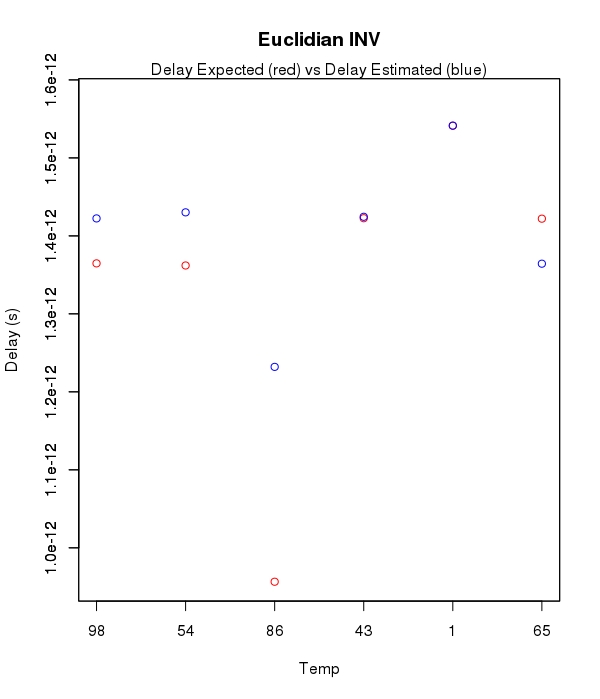 Euclidian INV
Delay Expected (red) vs Delay Estimated (blue)
1.6e-12
1.5e-12
1.4e-12
1.3e-12
1.2e-12
1.1e-12
1.0e-12
Delay (s)
98 54 86 43 1 65
Temp